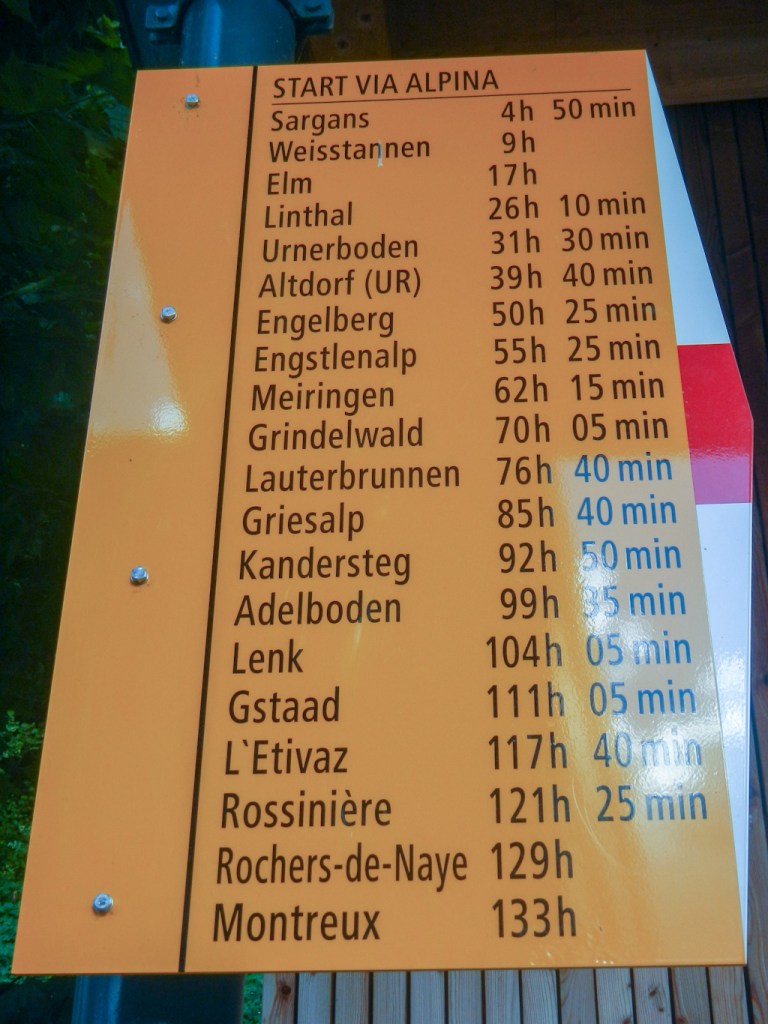 START VIA ALPINA
Sargans 4h 50 min
Weisstannen 9h
Elm 17h
Linthal 26h 10 min
Urnerboden 31h 30 min
Altdorf (UR) 39h 40 min
Engelberg 50h 25 min
Engstlenalp 55h 25 min
Meiringen 62h 15 min
Grindelwald 70h 05 min
Lauterbrunnen 76h 40 min
Griesalp 85h 40 min
Kandersteg 92h 50 min
Adelboden 99h 35 min
Lenk 104h 05 min
Gstaad 111h 05 min
L`Etivaz 117h 40 min
Rossinière 121h 25 min
Rochers-de-Naye 129h
Montreux 133h